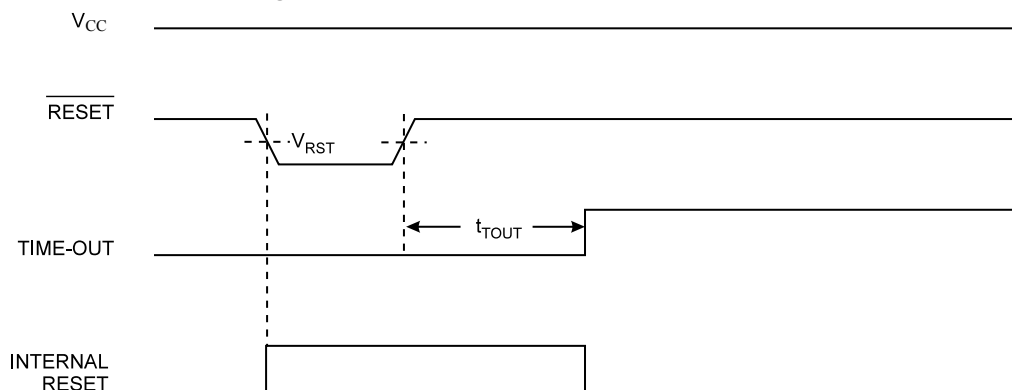 VCC
RESET
VRST
tTOUT
TIME-OUT
INTERNAL
RESET